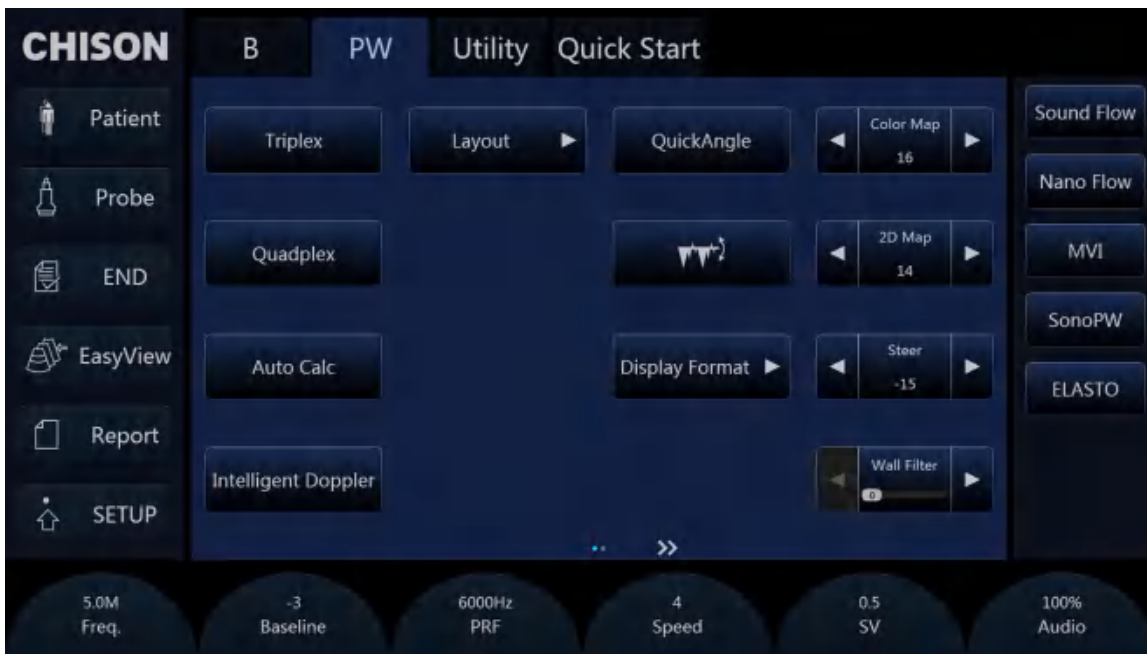 CHISON
B PW Utility Quick Start
Patient
Probe
END
EasyView
Report
SETUP
Triplex
Layout
QuickAngle
Color Map
16
Quadplex
2D Map
14
Auto Calc
Display Format
Steer
-15
Intelligent Doppler
Wall Filter
0
Sound Flow
Nano Flow
MVI
SonoPW
ELASTO
5.0M
Freq.
-3
Baseline
6000Hz
PRF
4
Speed
0.5
SV
100%
Audio